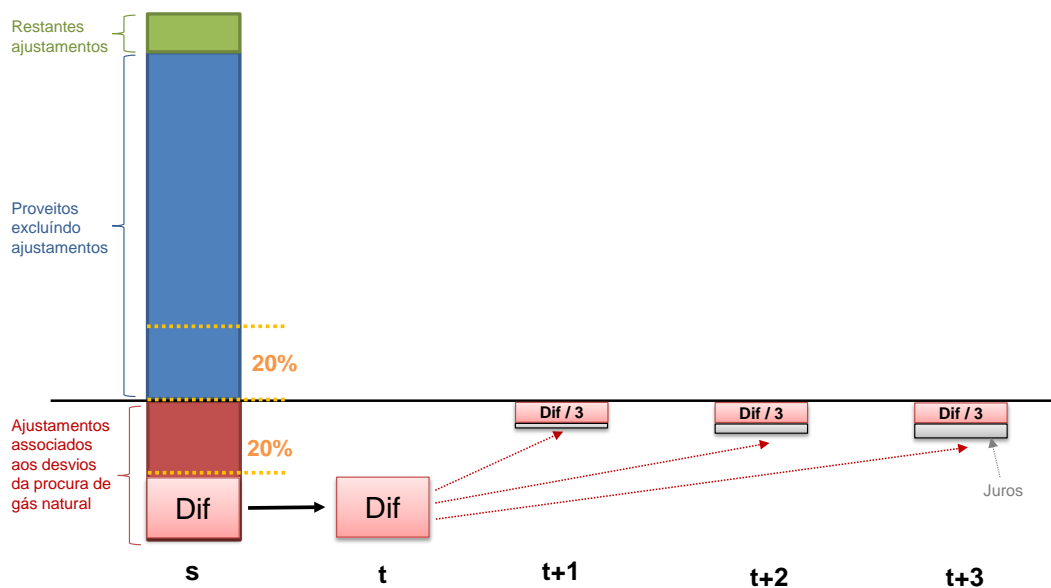 Restantes
ajustamentos
Proveitos
excluíndo
ajustamentos
20%
Ajustamentos
associados
aos desvios
da procura de
gás natural
20%
Dif
Dif
Dif / 3
Dif / 3
Dif / 3
Juros
s
t
t+1
t+2
t+3